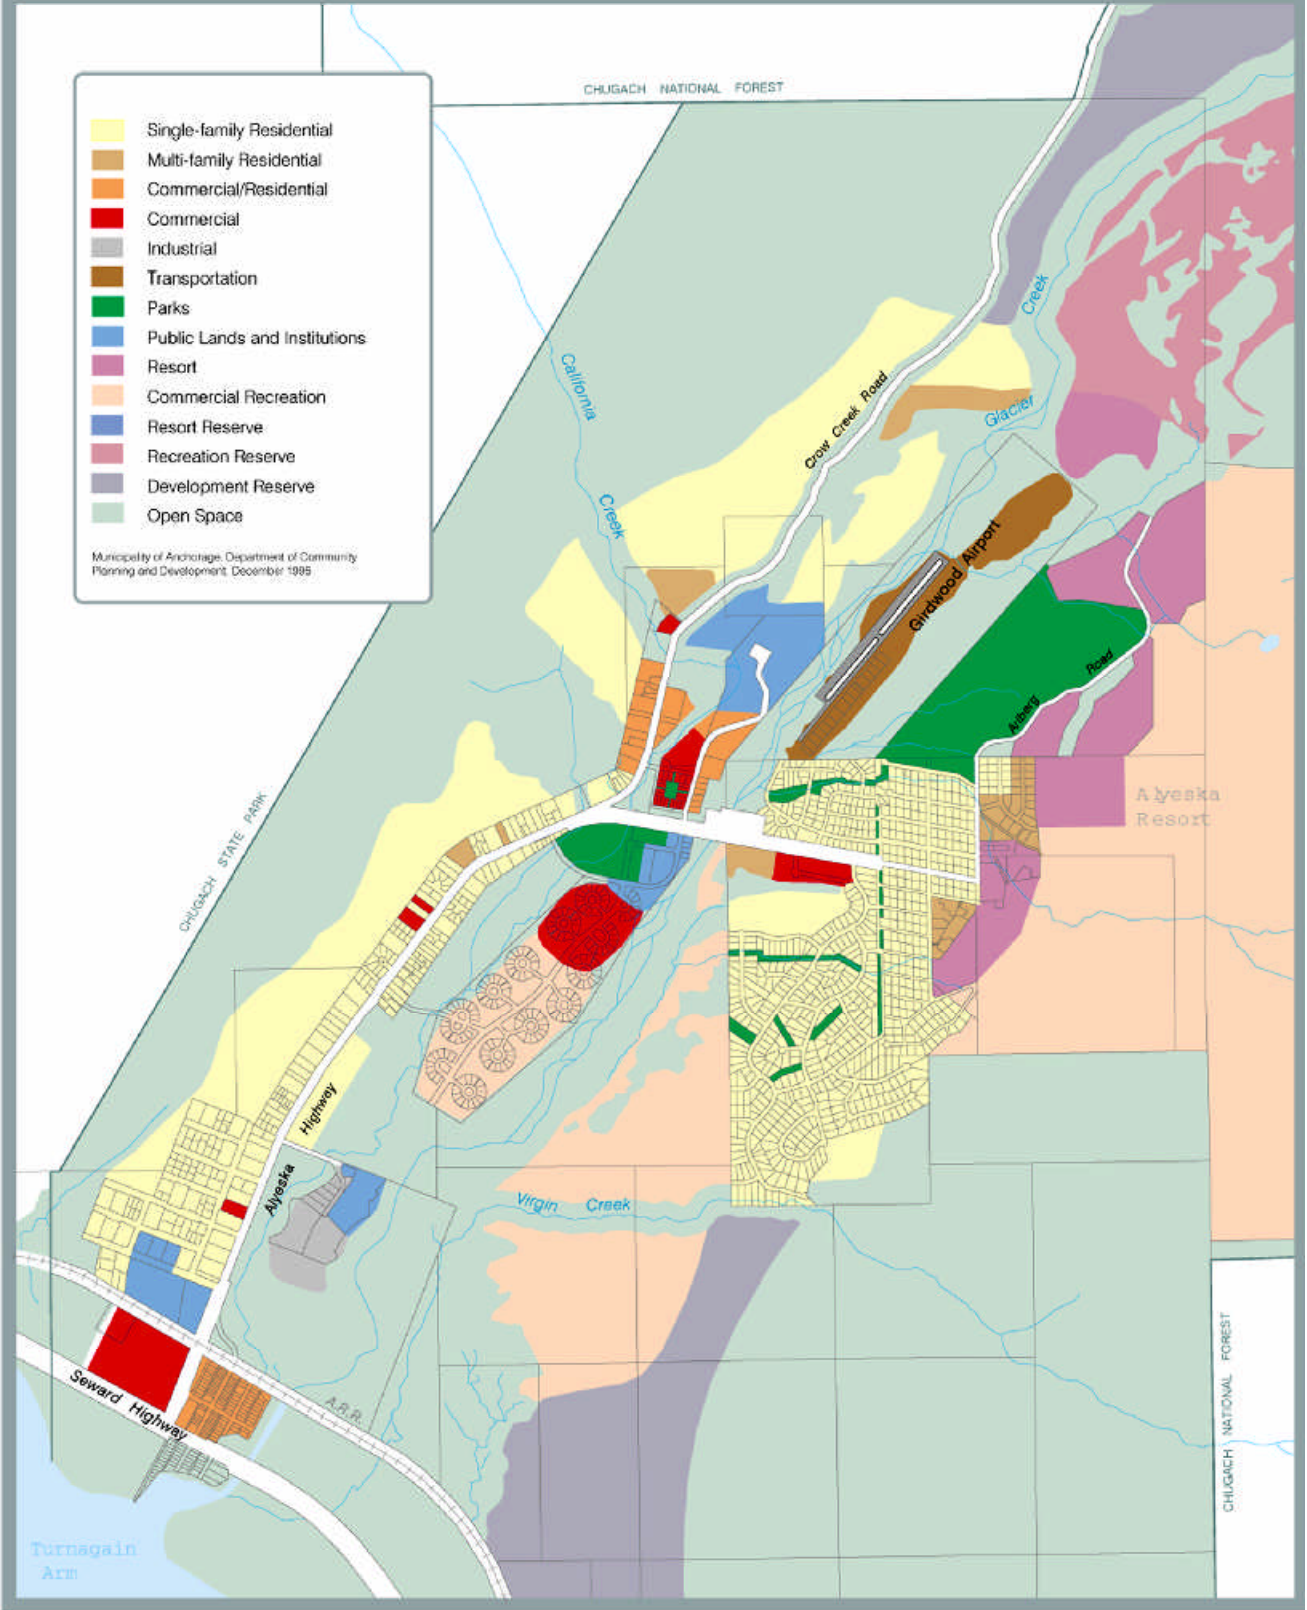 CHUGACH NATIONAL FOREST
Single-family Residential
Multi-family Residential
Commercial/Residential
Commercial
Industrial
Transportation
Parks
Public Lands and Institutions
Resort
Commercial Recreation
Resort Reserve
Recreation Reserve
Development Reserve
Open Space
Municipality of Anchorage, Department of Community
Planning and Development, December 1995
Creek
Glacier
California
Creek
Crow Creek Road
Girdwood Airport
Arlberg Road
Alyeska
Resort
CHUGACH STATE PARK
Alyeska Highway
Virgin Creek
Seward Highway
A.R.R.
CHUGACH NATIONAL FOREST
Turnagain
Arm